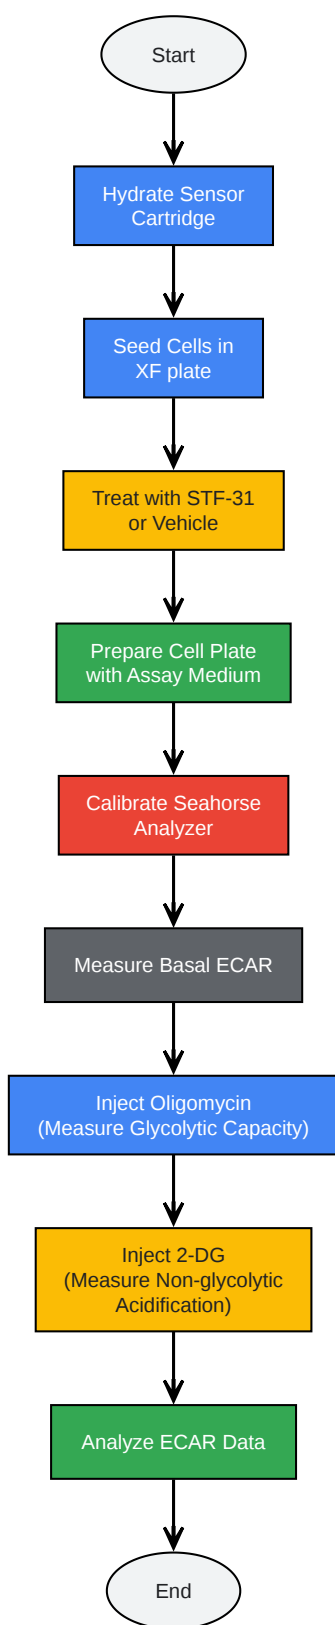 Start
Hydrate Sensor
Cartridge
Seed Cells in
XF plate
Treat with STF-31
or Vehicle
Prepare Cell Plate
with Assay Medium
Calibrate Seahorse
Analyzer
Measure Basal ECAR
Inject Oligomycin
(Measure Glycolytic Capacity)
Inject 2-DG
(Measure Non-glycolytic
Acidification)
Analyze ECAR Data
End